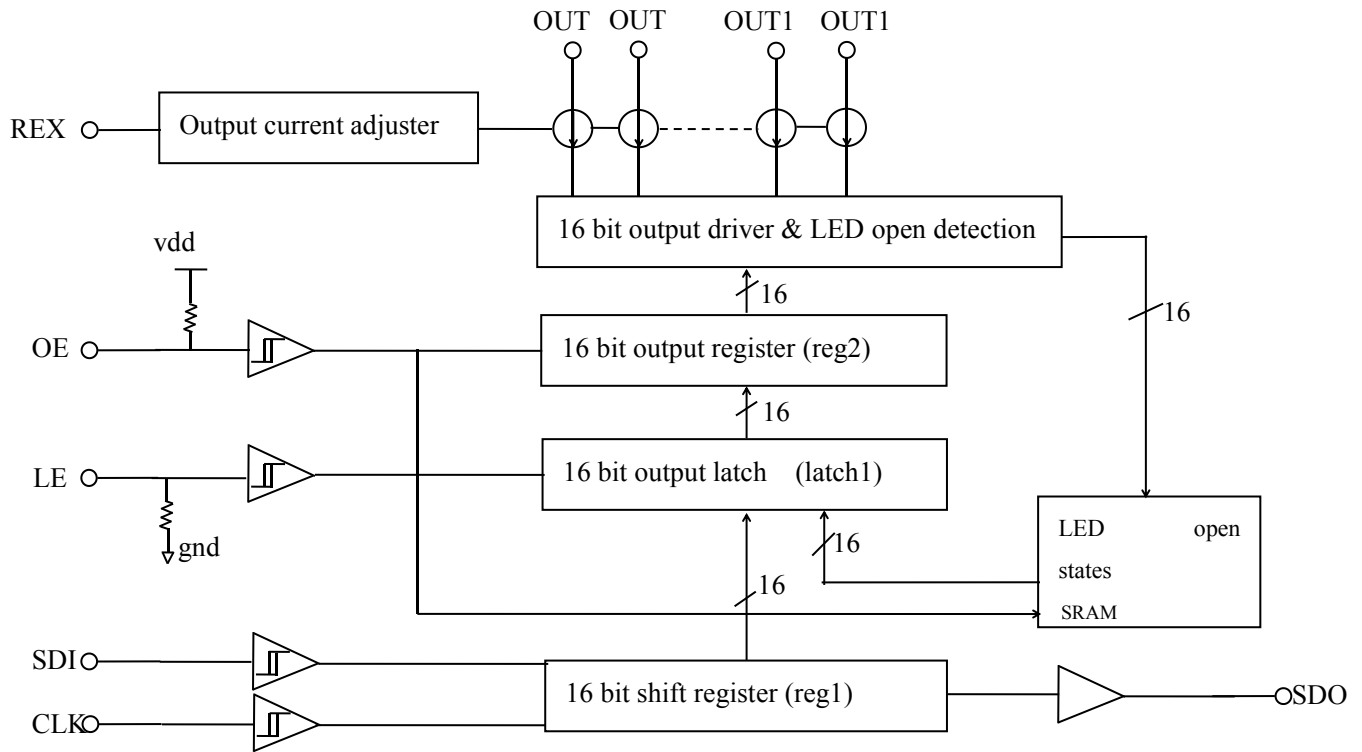 OUT OUT OUT1 OUT1
REX
Output current adjuster
16 bit output driver & LED open detection
vdd
16
16
OE
16 bit output register (reg2)
16
LE
16 bit output latch (latch1)
gnd
LED open
states
SRAM
16
16
SDI
CLK
16 bit shift register (reg1)
SDO